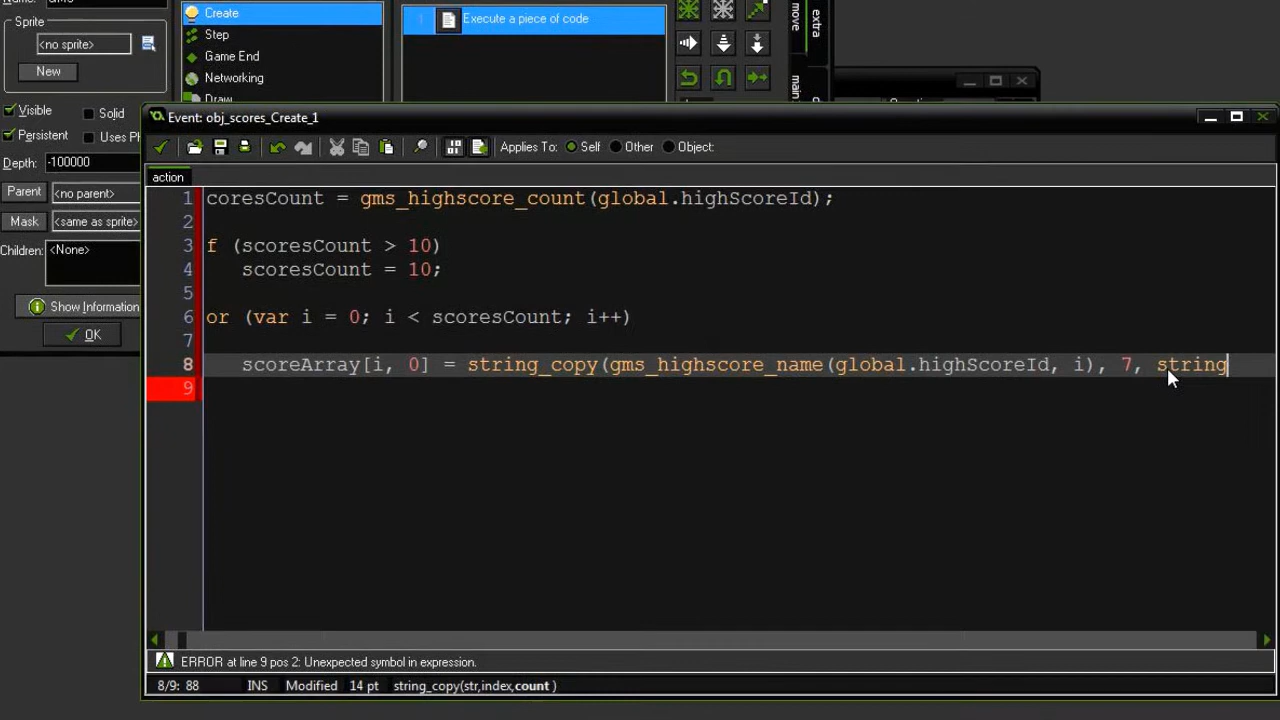 Sprite
<no sprite>
New
Visible
Solid
Persistent
Uses Ph
Depth: -100000
Parent
<no parent>
Mask
<same as sprite>
Children:
<None>
Show Information
OK
Create
Step
Game End
Networking
Draw
1 Execute a piece of code
move
extra
main
Event: obj_scores_Create_1
Applies To: Self Other Object:
action
1 coresCount = gms_highscore_count(global.highScoreId);
2
3 f (scoresCount > 10)
4 scoresCount = 10;
5
6 or (var i = 0; i < scoresCount; i++)
7
8 scoreArray[i, 0] = string_copy(gms_highscore_name(global.highScoreId, i), 7, string
9
ERROR at line 9 pos 2: Unexpected symbol in expression.
8/9: 88 INS Modified 14 pt string_copy(str,index,count )